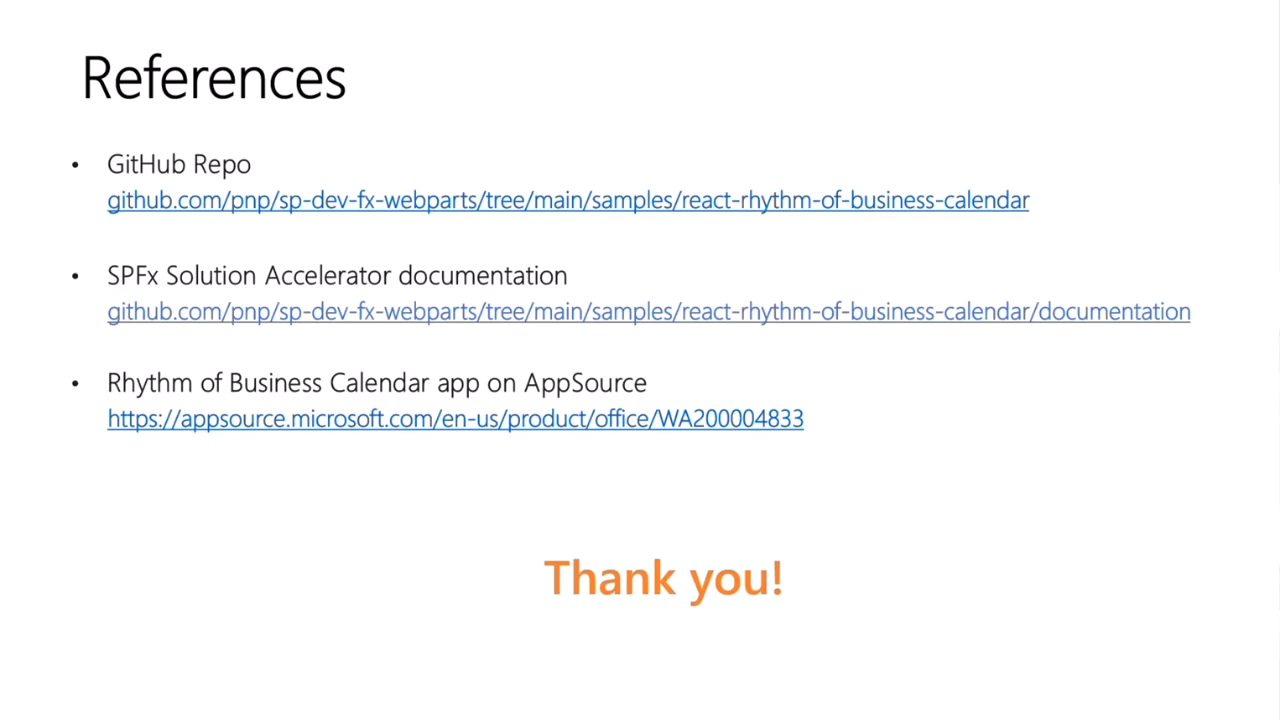 References
• GitHub Repo
github.com/pnp/sp-dev-fx-webparts/tree/main/samples/react-rhythm-of-business-calendar
• SPFx Solution Accelerator documentation
github.com/pnp/sp-dev-fx-webparts/tree/main/samples/react-rhythm-of-business-calendar/documentation
• Rhythm of Business Calendar app on AppSource
https://appsource.microsoft.com/en-us/product/office/WA200004833
Thank you!